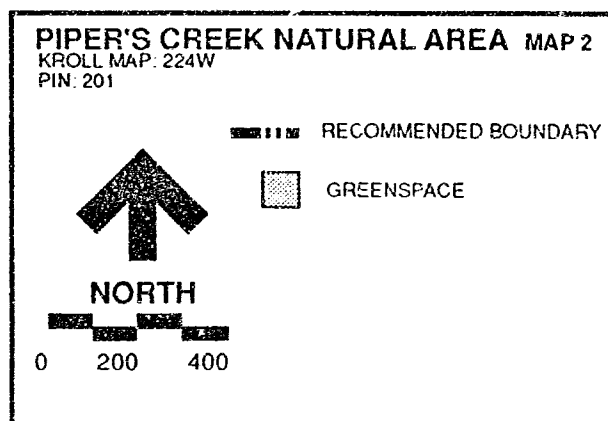 PIPER'S CREEK NATURAL AREA MAP 2
KROLL MAP: 224W
PIN: 201
RECOMMENDED BOUNDARY
GREENSPACE
NORTH
0 200 400